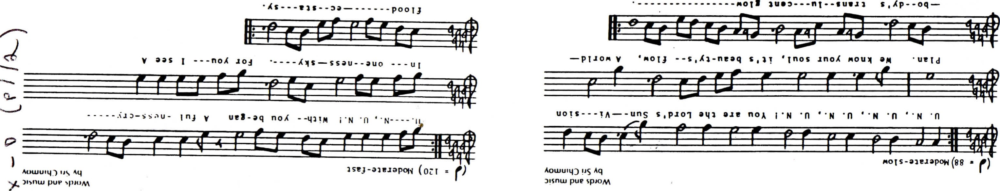 Words and music
by Sri Chinmoy
(♩ = 88) Moderate-slow
U. N., U. N., U. N., U. N.! You are the Lord's Sun-—Vi---sion
Plan. We know your soul, it's beau-ty's-- flow, A world—
—bo--dy's trans--lu---cent glow-----------------.
Words and music
by Sri Chinmoy
(♩ = 120) Moderate-fast
U.-----N., U. N.! With-- you be-gan A ful -ness-cry------
In--- one--ness—sky-----. For you--- I see A
flood-------—ec--sta---sy.